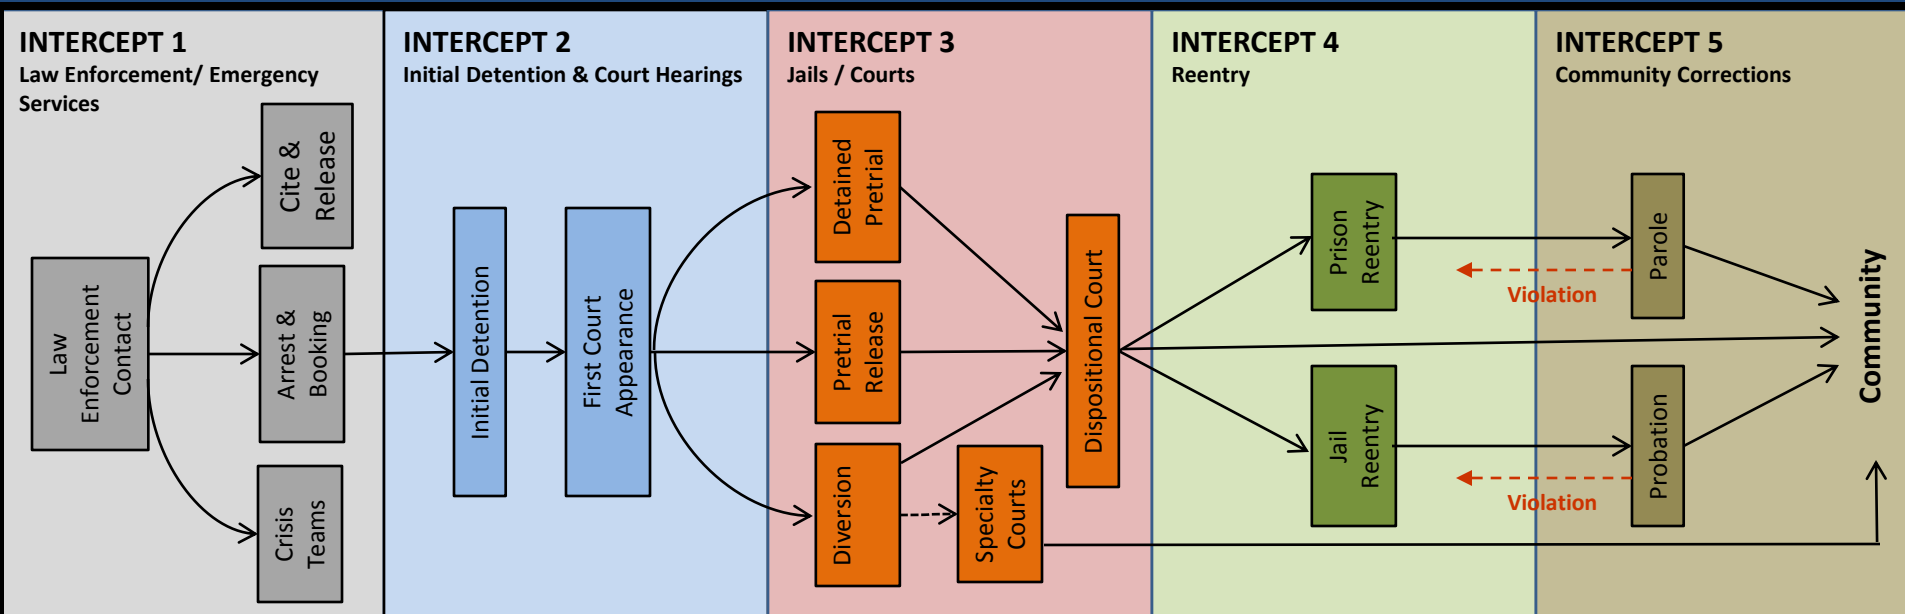 INTERCEPT 1
Law Enforcement/ Emergency
Services
Law
Enforcement
Contact
Cite &
Release
Arrest &
Booking
Crisis
Teams
INTERCEPT 2
Initial Detention & Court Hearings
Initial Detention
First Court
Appearance
INTERCEPT 3
Jails / Courts
Detained
Pretrial
Pretrial
Release
Diversion
Specialty
Courts
Dispositional Court
INTERCEPT 4
Reentry
Prison
Reentry
Jail
Reentry
INTERCEPT 5
Community Corrections
Violation
Parole
Violation
Probation
Community